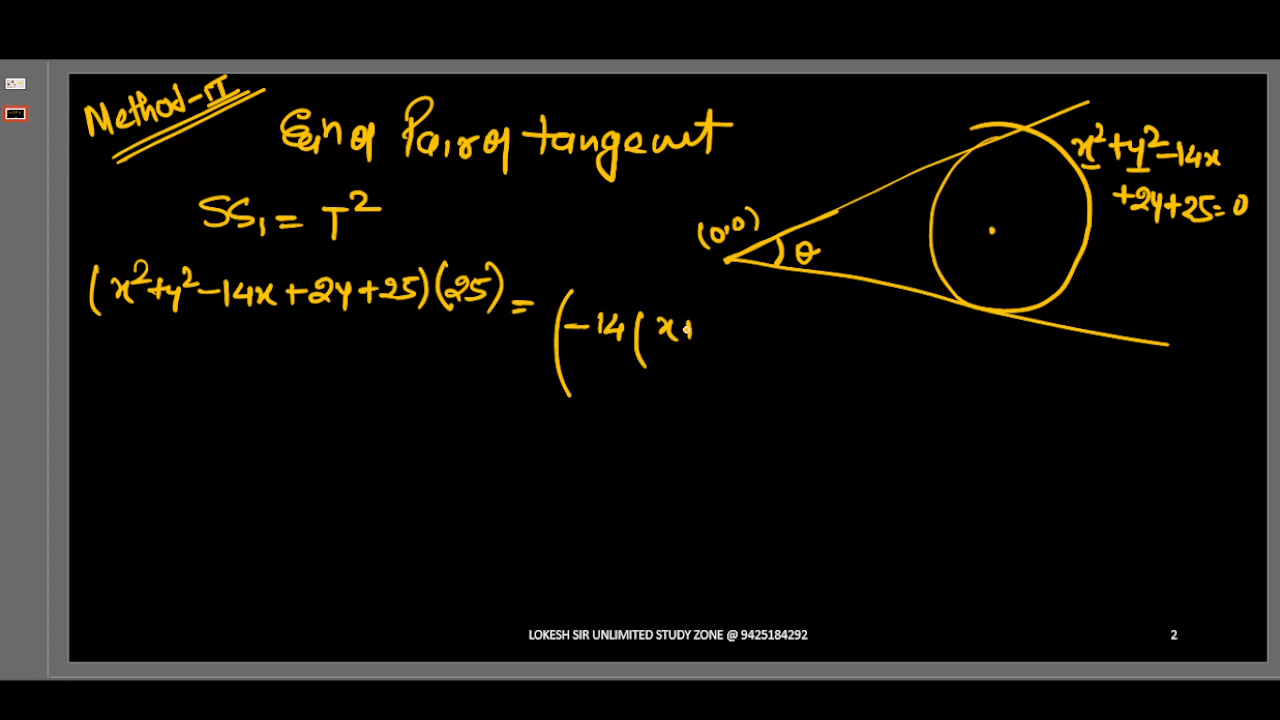 Method-II
Eqn of Pair of tangent
SS₁ = T²
(x²+y²-14x+2y+25)(25) = (-14(x+
(0,0)
θ
x²+y²-14x
+2y+25=0
LOKESH SIR UNLIMITED STUDY ZONE @ 9425184292
2